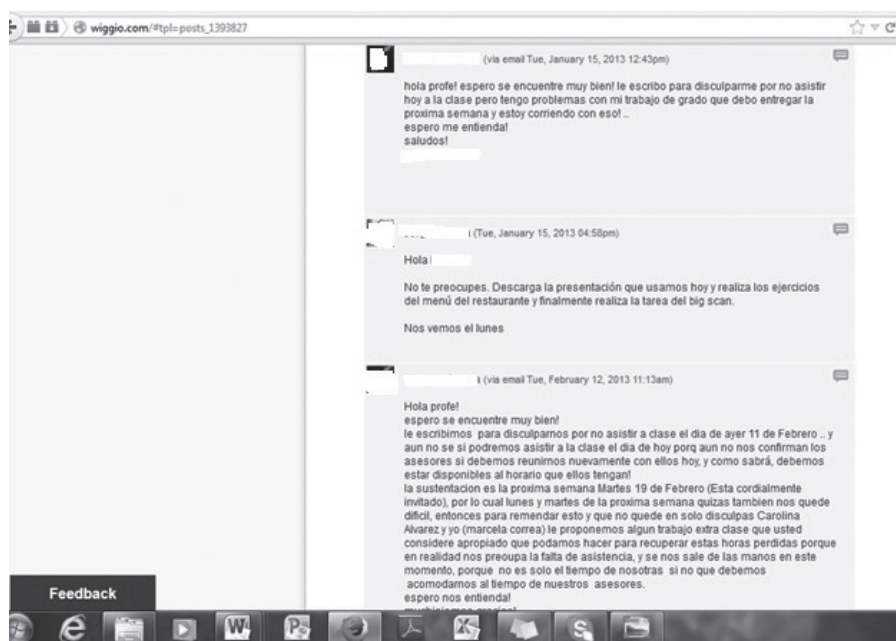 wiggio.com/#tpl=posts_1393827
(via email Tue, January 15, 2013 12:43pm)
hola profe! espero se encuentre muy bien! le escribo para disculparme por no asistir
hoy a la clase pero tengo problemas con mi trabajo de grado que debo entregar la
proxima semana y estoy corriendo con eso! ..
espero me entienda!
saludos!
(Tue, January 15, 2013 04:58pm)
Hola
No te preocupes. Descarga la presentación que usamos hoy y realiza los ejercicios
del menú del restaurante y finalmente realiza la tarea del big scan.
Nos vemos el lunes
(via email Tue, February 12, 2013 11:13am)
Hola profe!
espero se encuentre muy bien!
le escribimos para disculparnos por no asistir a clase el dia de ayer 11 de Febrero .. y
aun no se si podremos asistir a la clase el dia de hoy porq aun no nos confirman los
asesores si debemos reunirnos nuevamente con ellos hoy, y como sabrá, debemos
estar disponibles al horario que ellos tengan!
la sustentacion es la proxima semana Martes 19 de Febrero (Esta cordialmente
invitado), por lo cual lunes y martes de la proxima semana quizas tambien nos quede
dificil, entonces para remendar esto y que no quede en solo disculpas Carolina
Alvarez y yo (marcela correa) le proponemos algun trabajo extra clase que usted
considere apropiado que podamos hacer para recuperar estas horas perdidas porque
en realidad nos preoupa la falta de asistencia, y se nos sale de las manos en este
momento, porque no es solo el tiempo de nosotras si no que debemos
acomodarnos al tiempo de nuestros asesores.
espero nos entienda!
Feedback